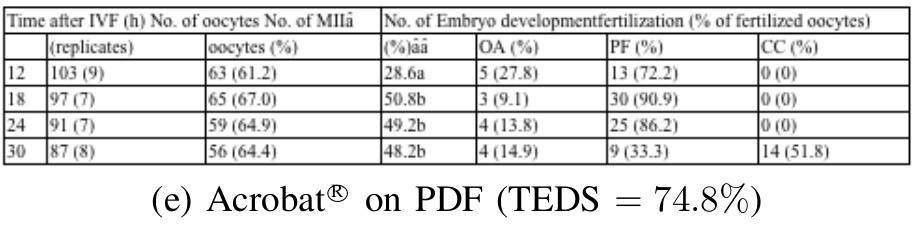 Time after IVF (h) No. of oocytes No. of MIIâ No. of Embryo developmentfertilization (% of fertilized oocytes)
(replicates) oocytes (%) (%)ââ OA (%) PF (%) CC (%)
12 103 (9) 63 (61.2) 28.6a 5 (27.8) 13 (72.2) 0 (0)
18 97 (7) 65 (67.0) 50.8b 3 (9.1) 30 (90.9) 0 (0)
24 91 (7) 59 (64.9) 49.2b 4 (13.8) 25 (86.2) 0 (0)
30 87 (8) 56 (64.4) 48.2b 4 (14.9) 9 (33.3) 14 (51.8)
(e) Acrobat® on PDF (TEDS = 74.8%)